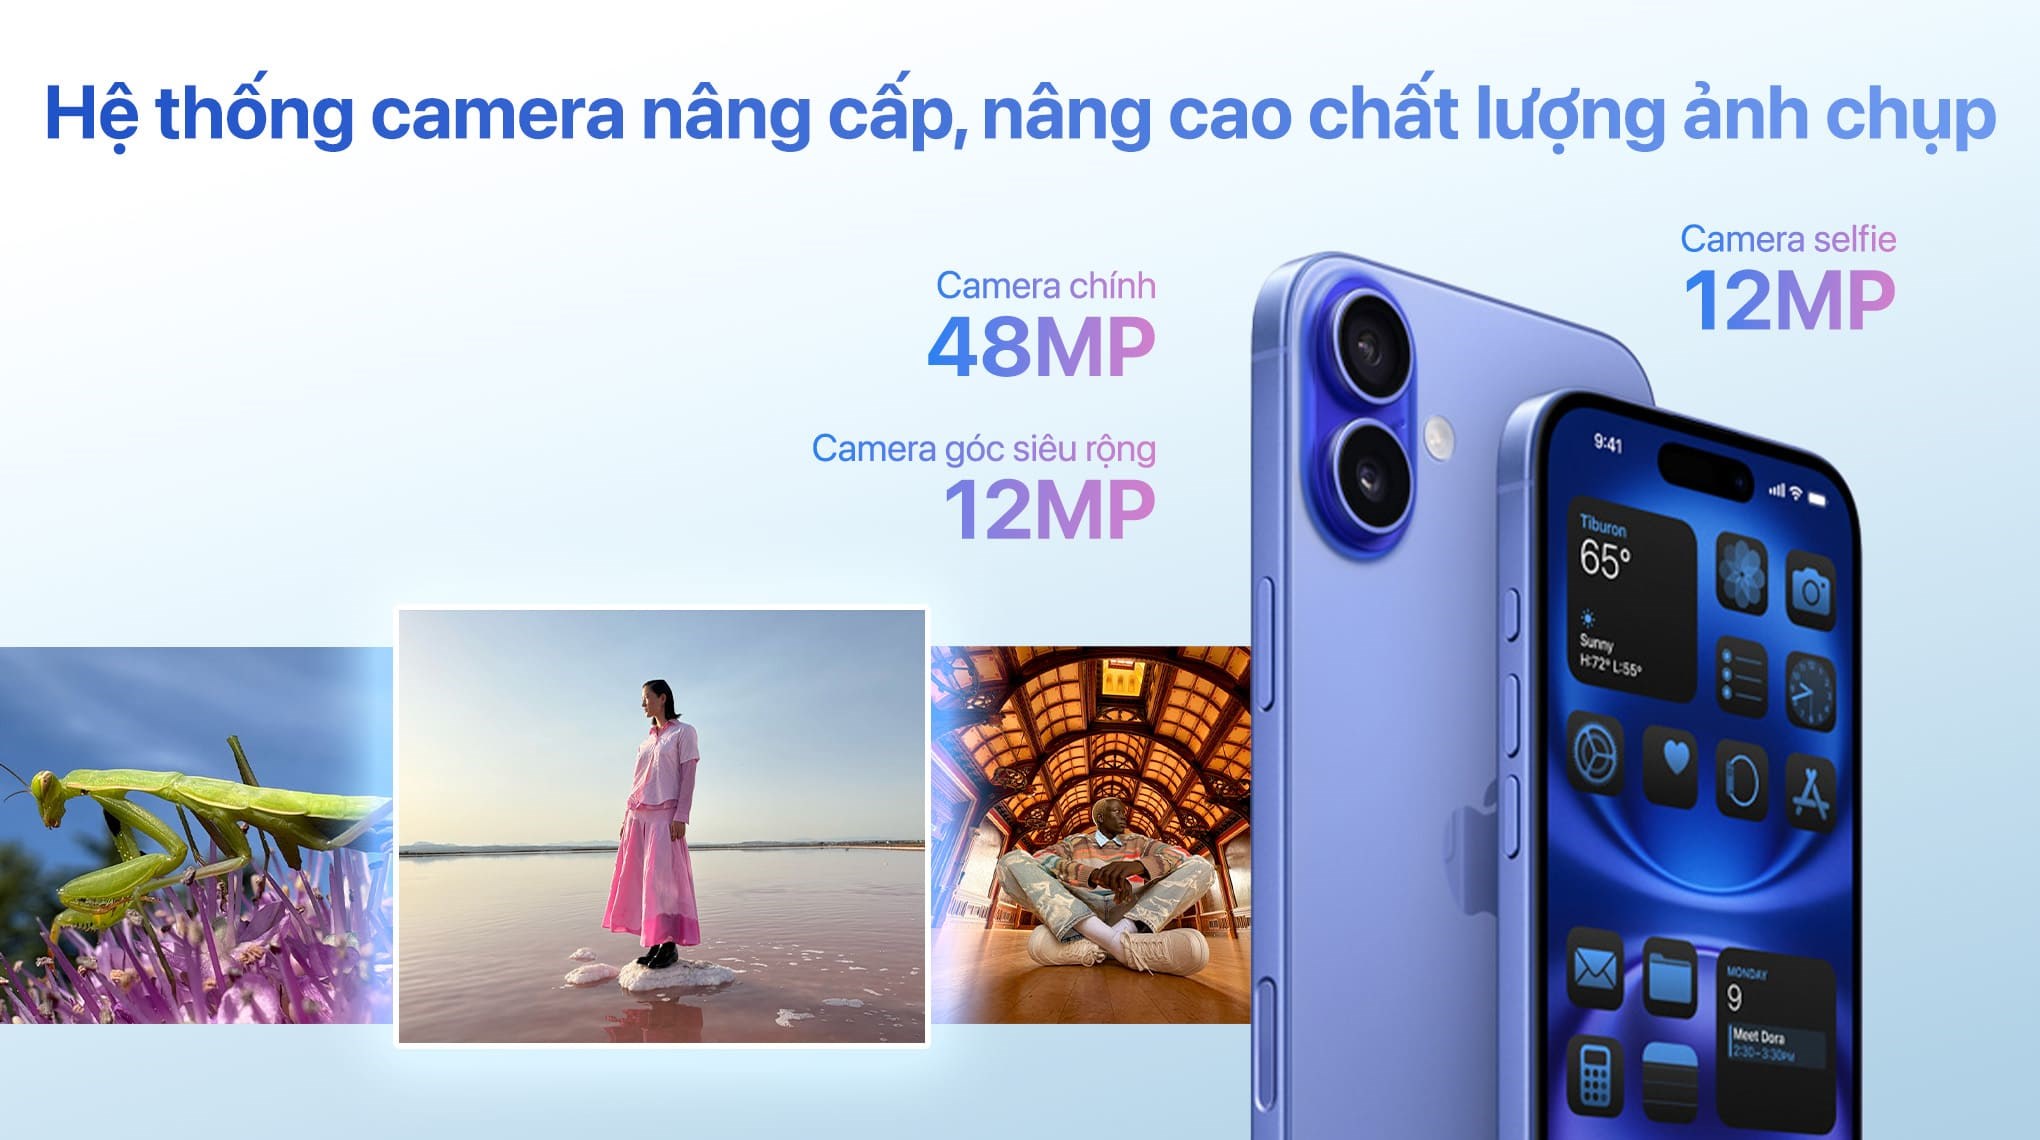 Hệ thống camera nâng cấp, nâng cao chất lượng ảnh chụp
Camera selfie
12MP
Camera chính
48MP
Camera góc siêu rộng
12MP
9:41
Tiburon
65°
Sunny
H:72° L:55°
MONDAY
9
Meet Dora
2:30–3:30PM